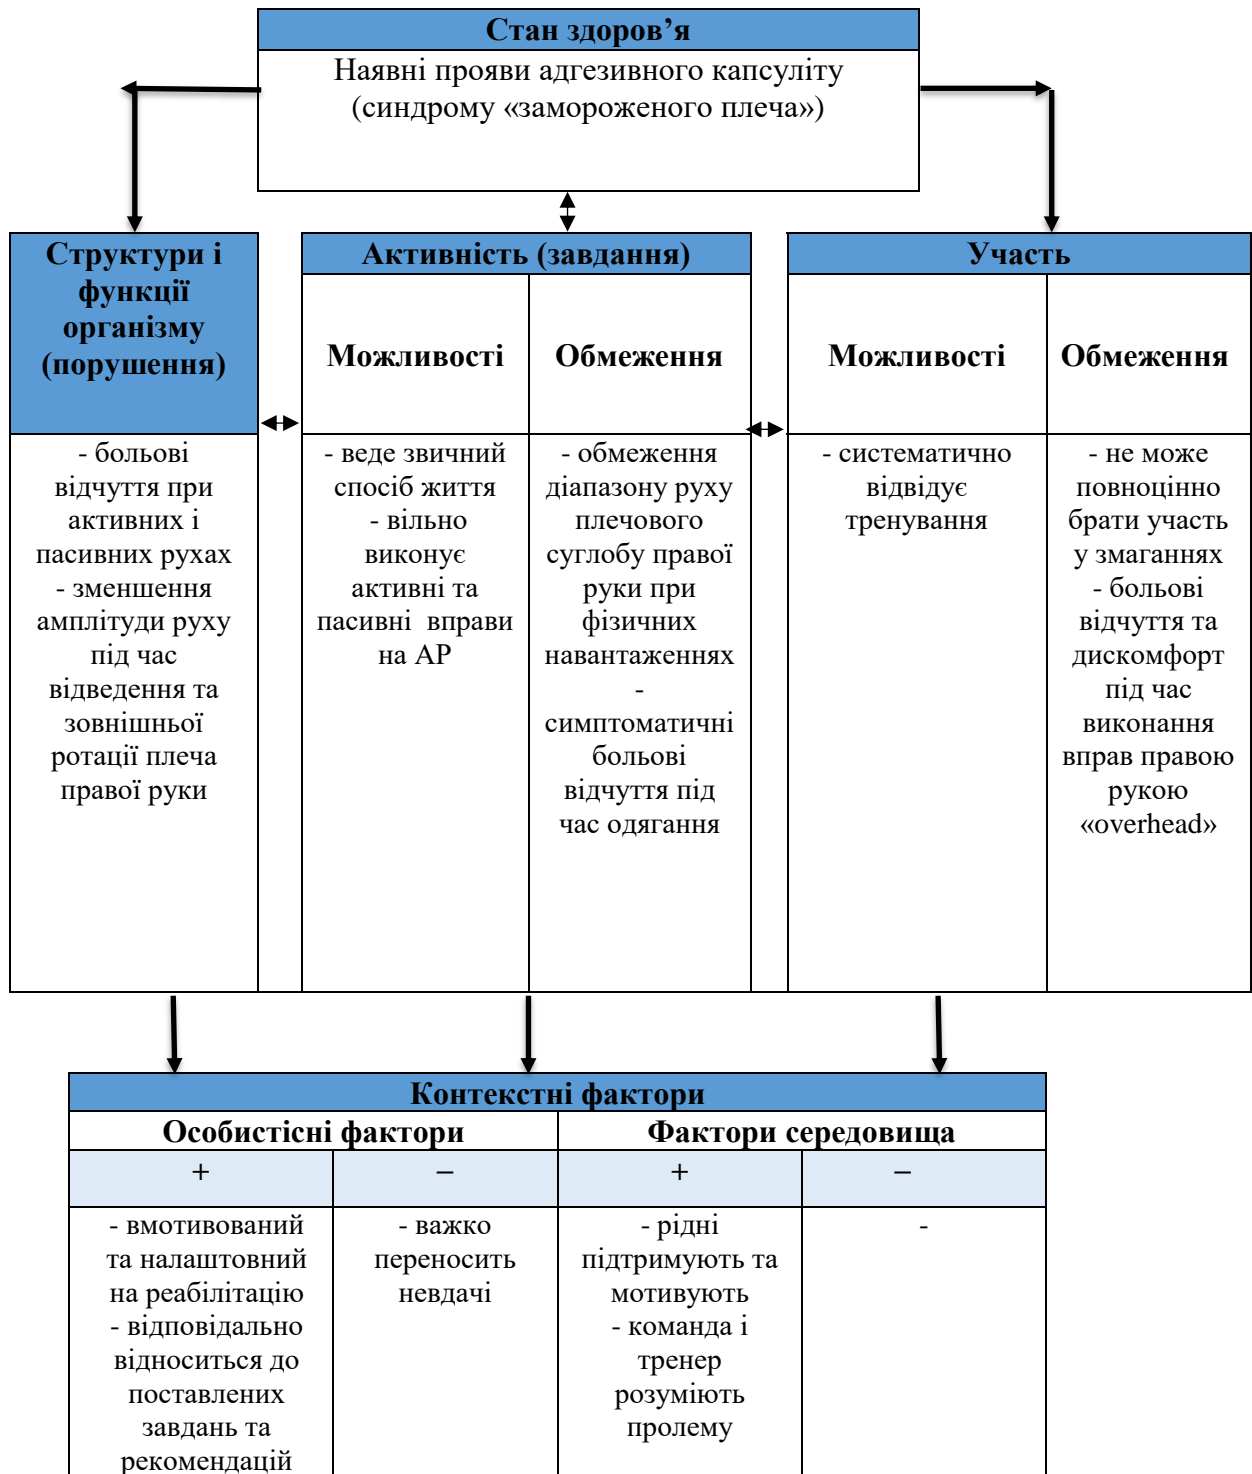 Стан здоров’я
Наявні прояви адгезивного капсуліту
(синдрому «замороженого плеча»)
Структури і
функції
організму
(порушення)
- больові
відчуття при
активних і
пасивних рухах
- зменшення
амплітуди руху
під час
відведення та
зовнішньої
ротації плеча
правої руки
Активність (завдання)
Можливості
- веде звичний
спосіб життя
- вільно
виконує
активні та
пасивні вправи
на АР
Обмеження
- обмеження
діапазону руху
плечового
суглобу правої
руки при
фізичних
навантаженнях
-
симптоматичні
больові
відчуття під
час одягання
Участь
Можливості
- систематично
відвідує
тренування
Обмеження
- не може
повноцінно
брати участь
у змаганнях
- больові
відчуття та
дискомфорт
під час
виконання
вправ правою
рукою
«overhead»
Контекстні фактори
Особистісні фактори
+
- вмотивований
та налаштовний
на реабілітацію
- відповідально
відноситься до
поставлених
завдань та
рекомендацій
–
- важко
переносить
невдачі
Фактори середовища
+
- рідні
підтримують та
мотивують
- команда і
тренер
розуміють
пролему
–
-